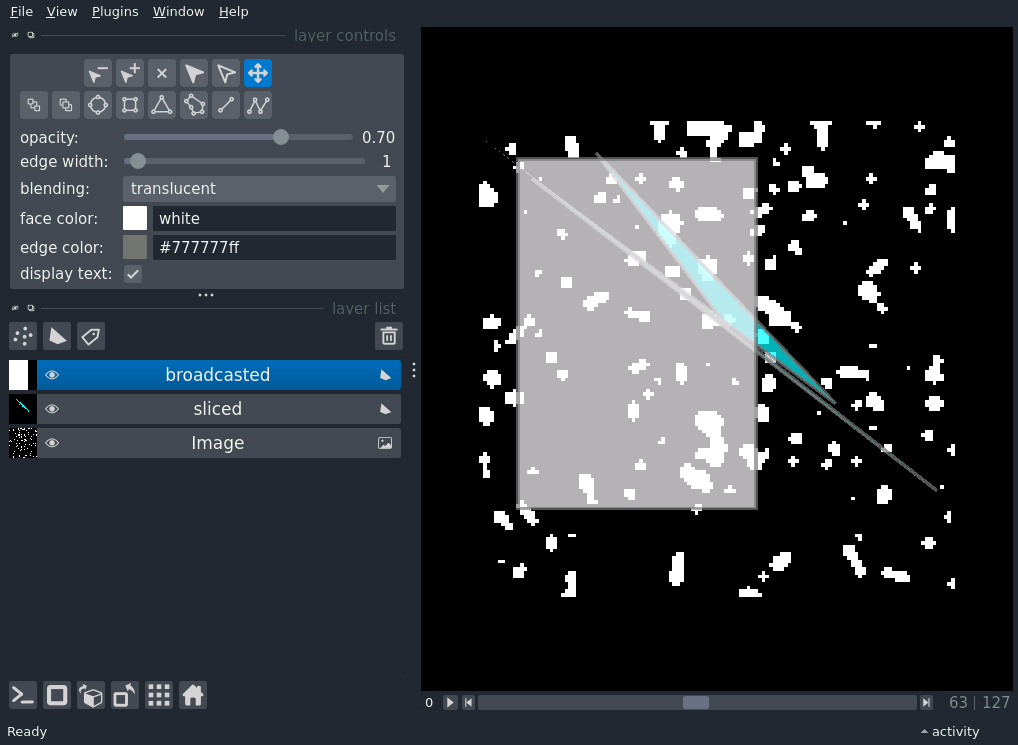 File View Plugins Window Help
layer controls
opacity: 0.70
edge width: 1
blending: translucent
face color: white
edge color: #777777ff
display text:
layer list
broadcasted
sliced
Image
0 63 | 127
Ready activity